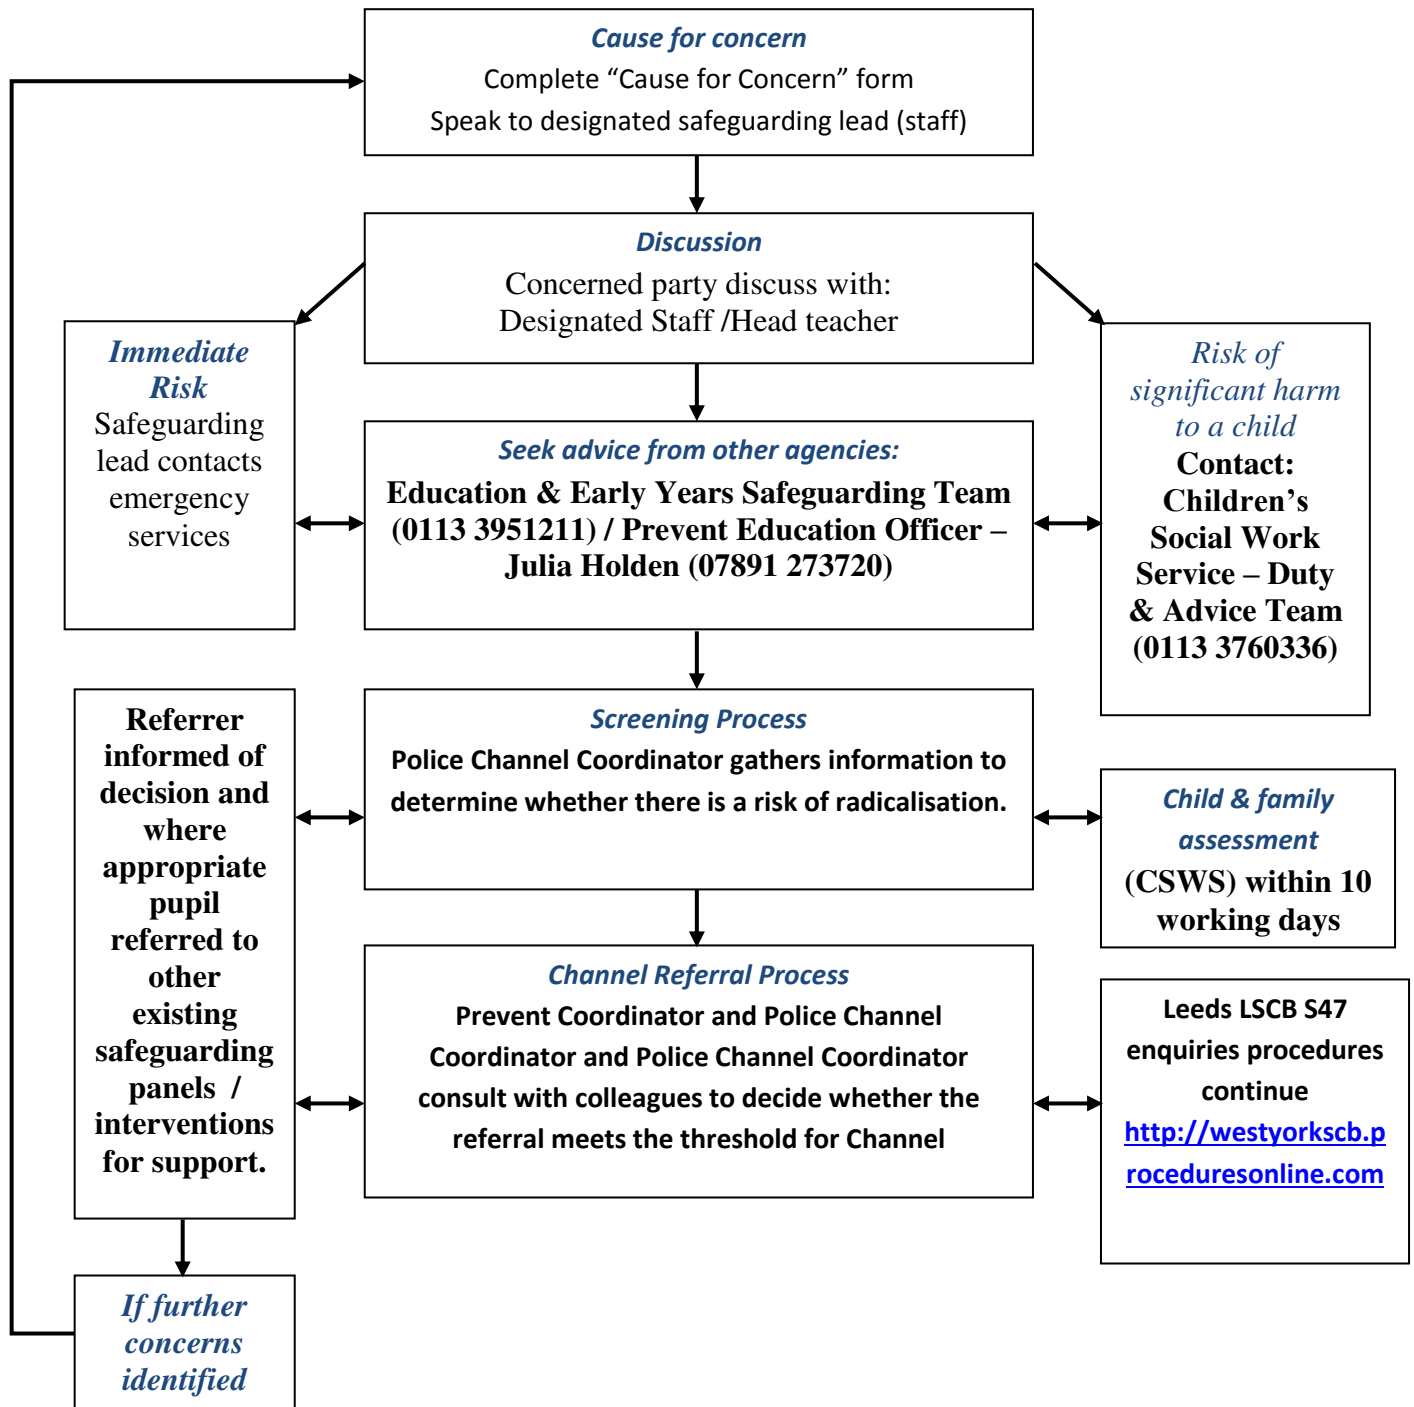 Cause for concern
Complete “Cause for Concern” form
Speak to designated safeguarding lead (staff)
Discussion
Concerned party discuss with:
Designated Staff /Head teacher
Immediate
Risk
Safeguarding
lead contacts
emergency
services
Seek advice from other agencies:
Education & Early Years Safeguarding Team
(0113 3951211) / Prevent Education Officer –
Julia Holden (07891 273720)
Risk of
significant harm
to a child
Contact:
Children’s
Social Work
Service – Duty
& Advice Team
(0113 3760336)
Referrer
informed of
decision and
where
appropriate
pupil
referred to
other
existing
safeguarding
panels /
interventions
for support.
Screening Process
Police Channel Coordinator gathers information to
determine whether there is a risk of radicalisation.
Child & family
assessment
(CSWS) within 10
working days
Channel Referral Process
Prevent Coordinator and Police Channel
Coordinator and Police Channel Coordinator
consult with colleagues to decide whether the
referral meets the threshold for Channel
Leeds LSCB S47
enquiries procedures
continue
http://westyorkscb.p
roceduresonline.com
If further
concerns
identified